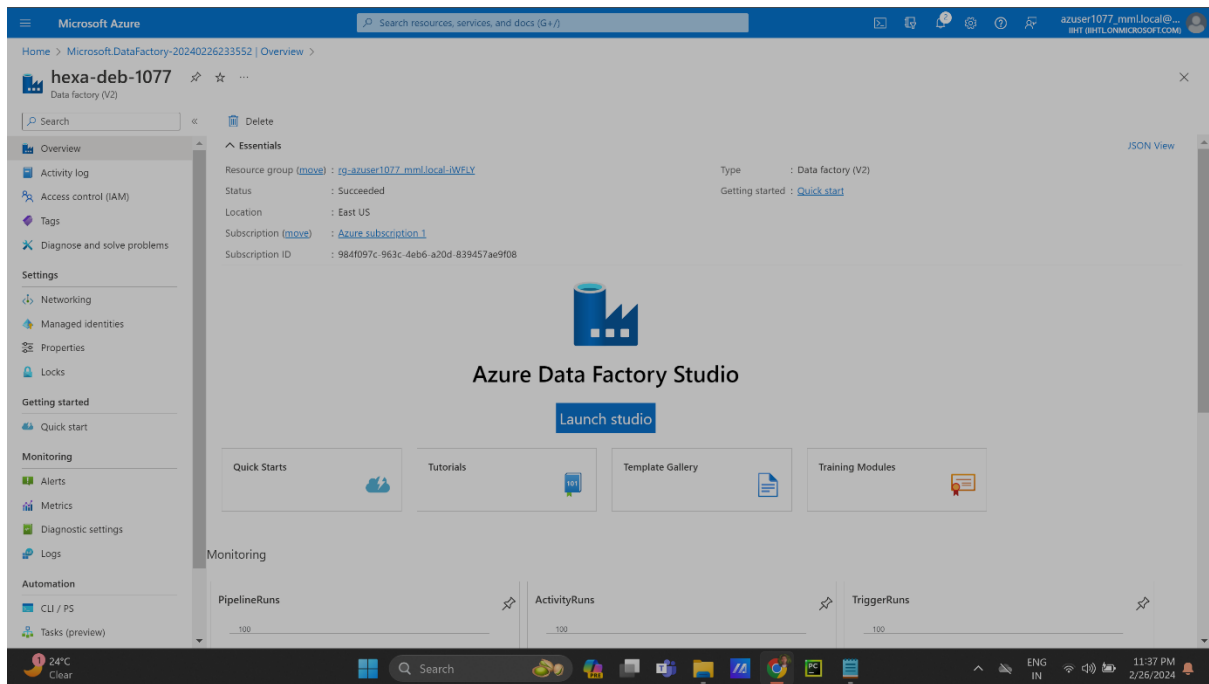 Microsoft Azure
Search resources, services, and docs (G+/)
azuser1077_mml.local@...
IIHT (IIHTL.ONMICROSOFT.COM)
Home > Microsoft.DataFactory-20240226233552 | Overview >
hexa-deb-1077
Data factory (V2)
Search
Delete
Overview
Activity log
Access control (IAM)
Tags
Diagnose and solve problems
Settings
Networking
Managed identities
Properties
Locks
Getting started
Quick start
Monitoring
Alerts
Metrics
Diagnostic settings
Logs
Automation
CLI / PS
Tasks (preview)
Essentials
JSON View
Resource group (move) : rg-azuser1077_mml.local-iWFLY
Type : Data factory (V2)
Status : Succeeded
Getting started : Quick start
Location : East US
Subscription (move) : Azure subscription 1
Subscription ID : 984f097c-963c-4eb6-a20d-839457ae9f08
Azure Data Factory Studio
Launch studio
Quick Starts
Tutorials
101
Template Gallery
Training Modules
Monitoring
PipelineRuns
ActivityRuns
TriggerRuns
100
100
100
1
24°C
Clear
Search
PRE
PC
ENG
IN
11:37 PM
2/26/2024